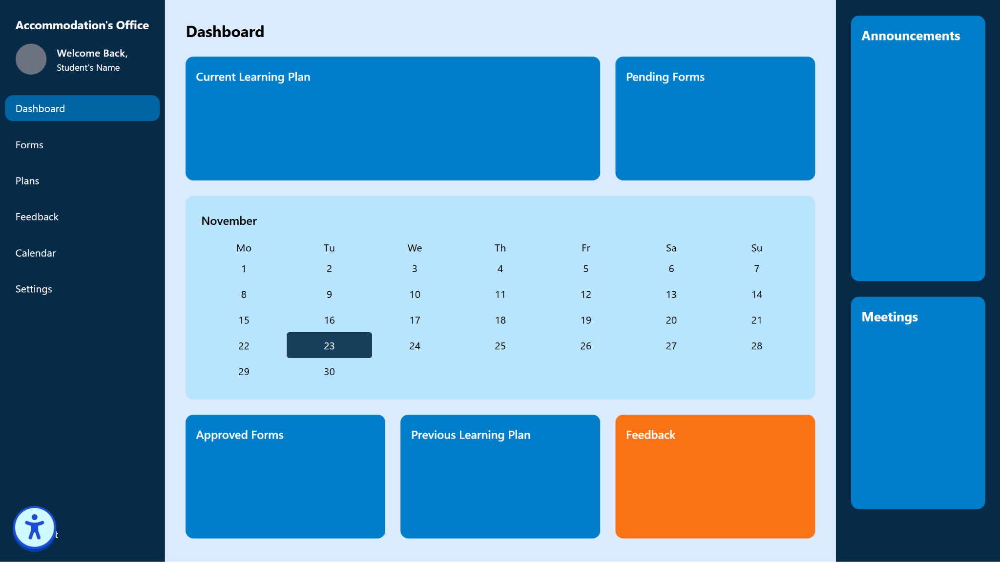 Accommodation's Office
Welcome Back,
Student's Name
Dashboard
Forms
Plans
Feedback
Calendar
Settings
t
Dashboard
Current Learning Plan
Pending Forms
November
Mo Tu We Th Fr Sa Su
1 2 3 4 5 6 7
8 9 10 11 12 13 14
15 16 17 18 19 20 21
22 23 24 25 26 27 28
29 30
Approved Forms
Previous Learning Plan
Feedback
Announcements
Meetings